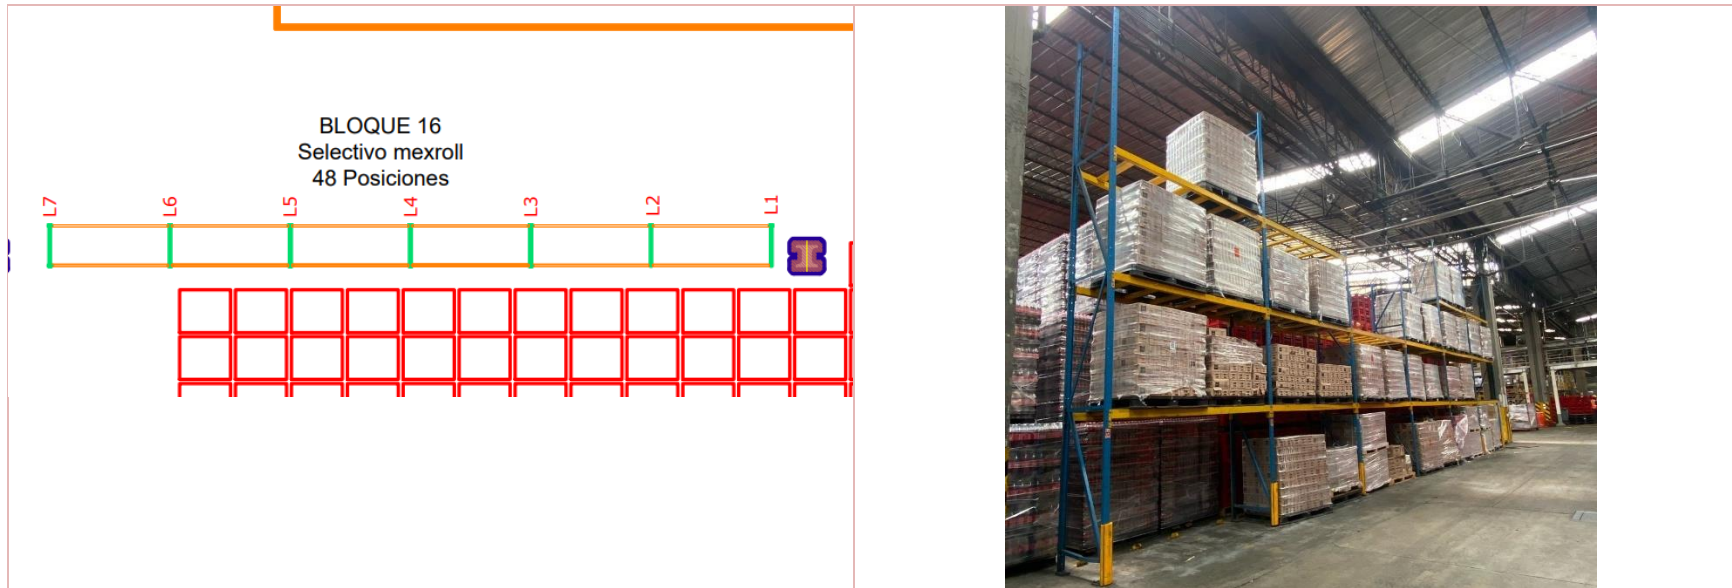 BLOQUE 16
Selectivo mexroll
48 Posiciones
L7
L6
L5
L4
L3
L2
L1